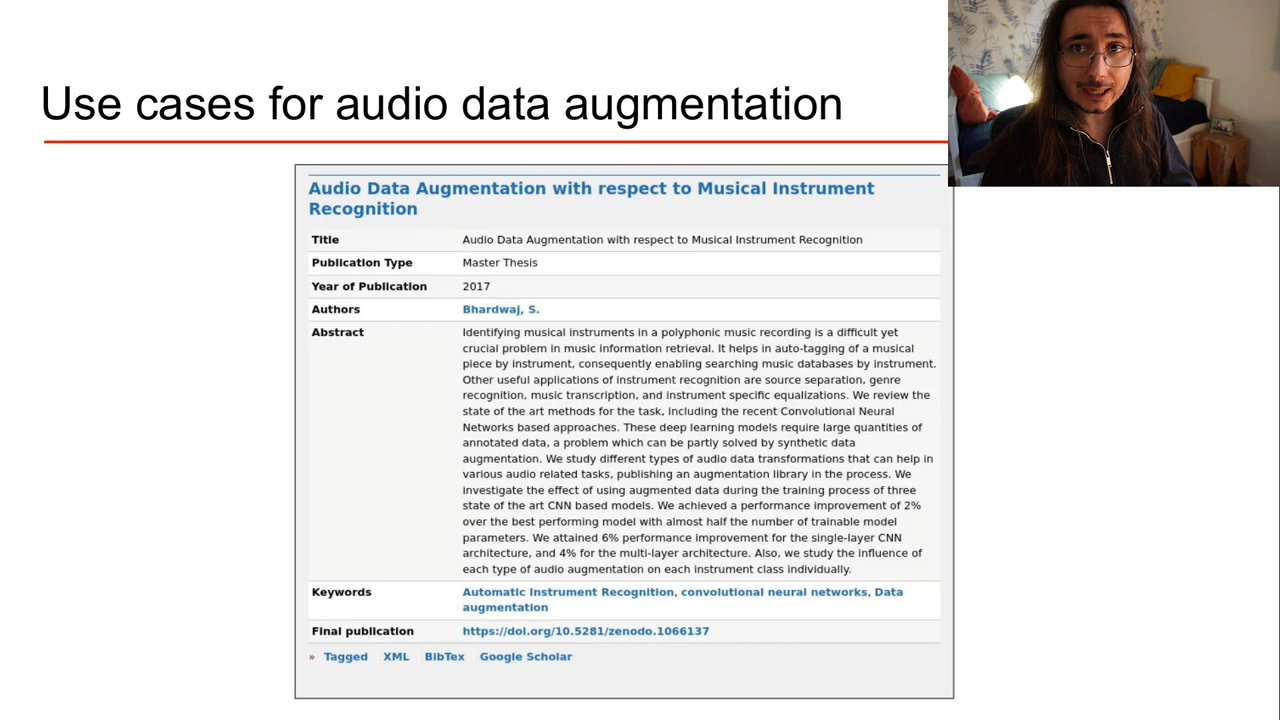 Use cases for audio data augmentation
Audio Data Augmentation with respect to Musical Instrument
Recognition
Title Audio Data Augmentation with respect to Musical Instrument Recognition
Publication Type Master Thesis
Year of Publication 2017
Authors Bhardwaj, S.
Abstract Identifying musical instruments in a polyphonic music recording is a difficult yet
crucial problem in music information retrieval. It helps in auto-tagging of a musical
piece by instrument, consequently enabling searching music databases by instrument.
Other useful applications of instrument recognition are source separation, genre
recognition, music transcription, and instrument specific equalizations. We review the
state of the art methods for the task, including the recent Convolutional Neural
Networks based approaches. These deep learning models require large quantities of
annotated data, a problem which can be partly solved by synthetic data
augmentation. We study different types of audio data transformations that can help in
various audio related tasks, publishing an augmentation library in the process. We
investigate the effect of using augmented data during the training process of three
state of the art CNN based models. We achieved a performance improvement of 2%
over the best performing model with almost half the number of trainable model
parameters. We attained 6% performance improvement for the single-layer CNN
architecture, and 4% for the multi-layer architecture. Also, we study the influence of
each type of audio augmentation on each instrument class individually.
Keywords Automatic Instrument Recognition, convolutional neural networks, Data
augmentation
Final publication https://doi.org/10.5281/zenodo.1066137
» Tagged XML BibTex Google Scholar